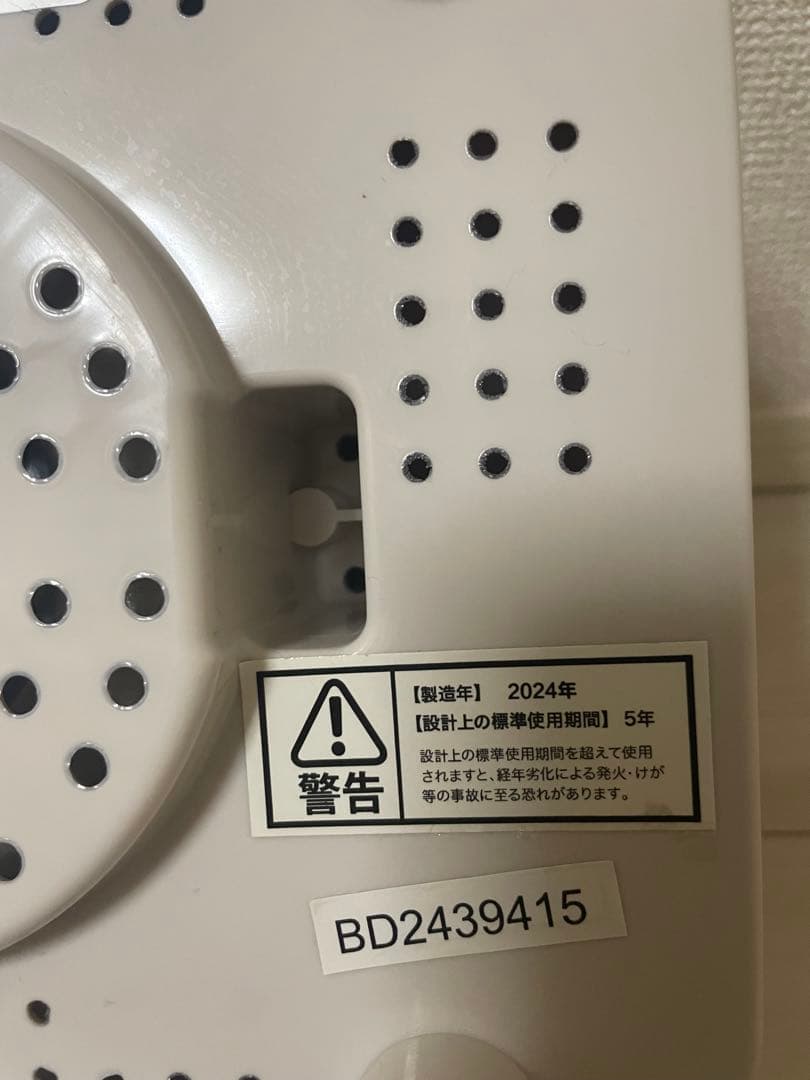 警告
【製造年】 2024年
【設計上の標準使用期間】 5年
設計上の標準使用期間を超えて使用
されますと、経年劣化による発火・けが
等の事故に至る恐れがあります。
BD2439415